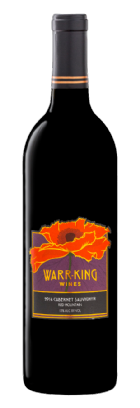 WARR-KING
WINES
CABERNET SAUVIGNON
RED MOUNTAIN